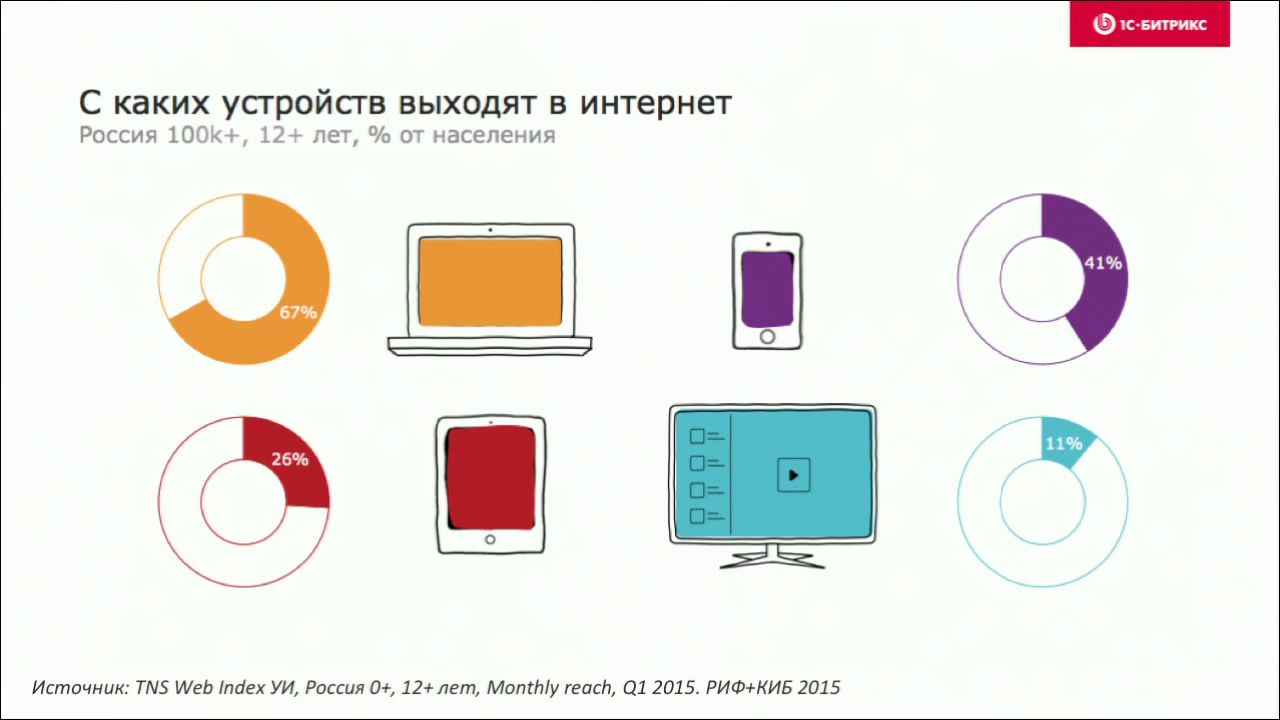 1С-БИТРИКС
С каких устройств выходят в интернет
Россия 100k+, 12+ лет, % от населения
67%
41%
26%
11%
Источник: TNS Web Index УИ, Россия 0+, 12+ лет, Monthly reach, Q1 2015. РИФ+КИБ 2015